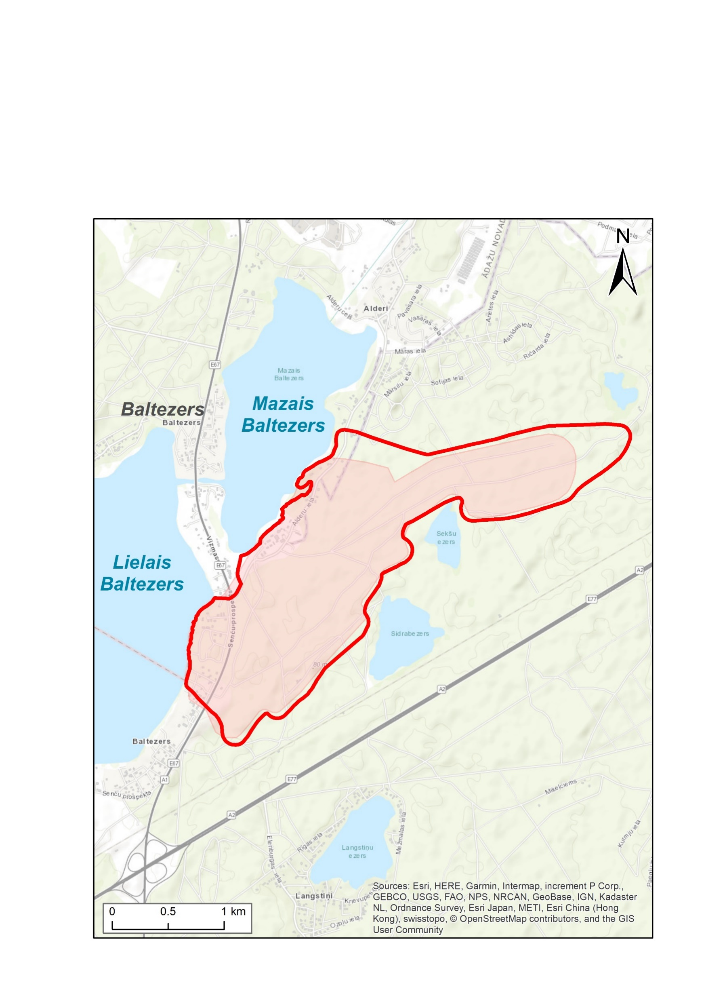 Podma
iela
N
ĀDAŽU NOVAD
Alderu ceļš
Alderi
Pavasara iela
Vasaras iela
Anetes iela
Astrīdas iela
Ričarda iela
Māras iela
E67
Mazais
Baltezers
Mārsilu iela
Sofijas iela
Mazais
Baltezers
Baltezers
Baltezers
Alderu iela
Sekšu
ezers
Vizmas
Lielais
Baltezers
E67
A2
E77
Senču prospekts
Sidrabezers
80 m
A2
Baltezers
E67
A1
E77
Senču prospekts
Mikeļciems
A2
Mežmalas iela
Kurmju iela
Elenburgas iela
Rīgas iela
Langstiņu
ezers
Langstiņi
Krievupes
Ozolu iela
Sources: Esri, HERE, Garmin, Intermap, increment P Corp.,
GEBCO, USGS, FAO, NPS, NRCAN, GeoBase, IGN, Kadaster
NL, Ordnance Survey, Esri Japan, METI, Esri China (Hong
Kong), swisstopo, © OpenStreetMap contributors, and the GIS
User Community
0 0.5 1 km